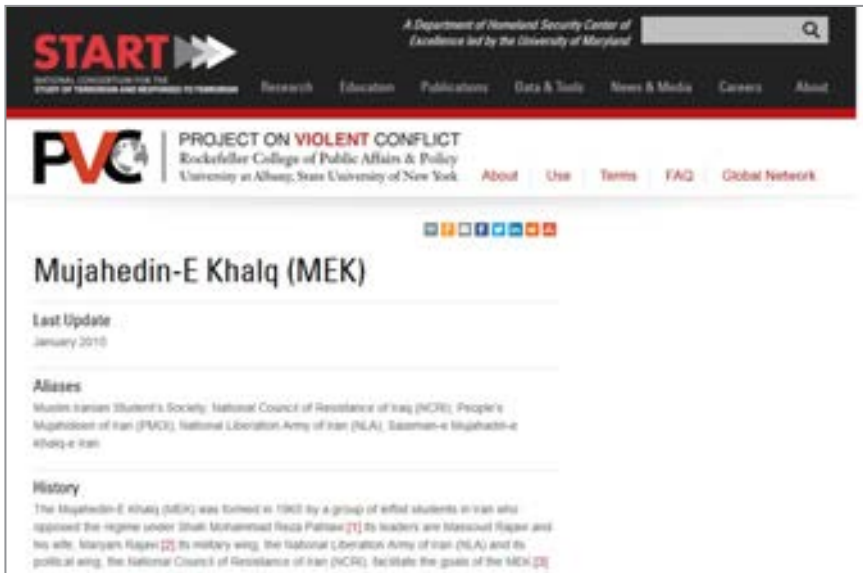 A Department of Homeland Security Center of
Excellence led by the University of Maryland
START
NATIONAL CONSORTIUM FOR THE
STUDY OF TERRORISM AND RESPONSES TO TERRORISM
Research Education Publications Data & Tools News & Media Careers About
PVC PROJECT ON VIOLENT CONFLICT
Rockefeller College of Public Affairs & Policy
University at Albany, State University of New York
About Use Terms FAQ Global Network
Mujahedin-E Khalq (MEK)
Last Update
January 2015
Aliases
Muslim Iranian Student's Society, National Council of Resistance of Iraq (NCRI), People's
Mujahideen of Iran (PMOI), National Liberation Army of Iran (NLA), Sazeman-e Mujahadin-e
Khalq-e Iran
History
The Mujahedin-E Khalq (MEK) was formed in 1965 by a group of leftist students in Iran who
opposed the regime under Shah Mohammad Reza Pahlavi.[1] Its leaders are Massoud Rajavi and
his wife, Maryam Rajavi.[2] Its military wing, the National Liberation Army of Iran (NLA) and its
political wing, the National Council of Resistance of Iran (NCRI), facilitate the goals of the MEK.[3]